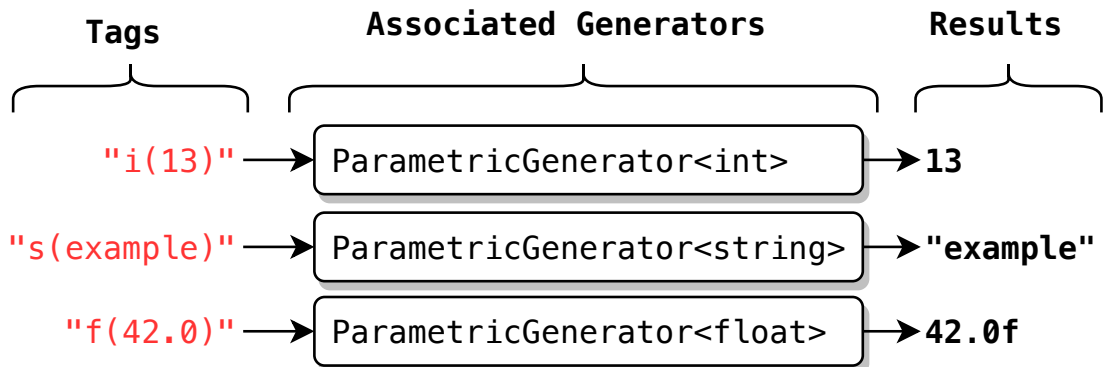 Tags Associated Generators Results
"i(13)" ParametricGenerator<int> 13
"s(example)" ParametricGenerator<string> "example"
"f(42.0)" ParametricGenerator<float> 42.0f